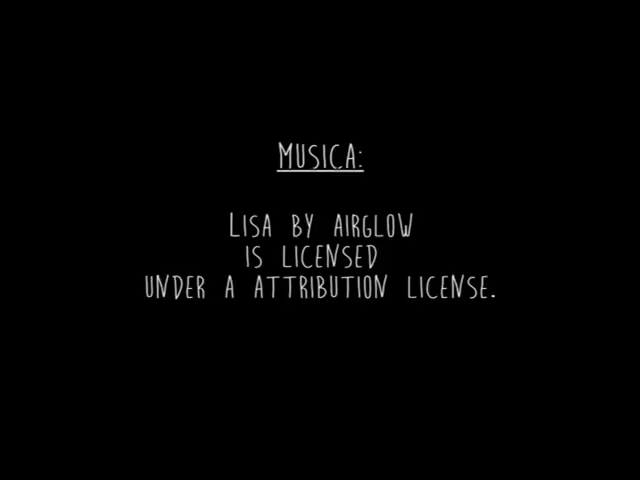 MUSICA:
LISA BY AIRGLOW
IS LICENSED
UNDER A ATTRIBUTION LICENSE.